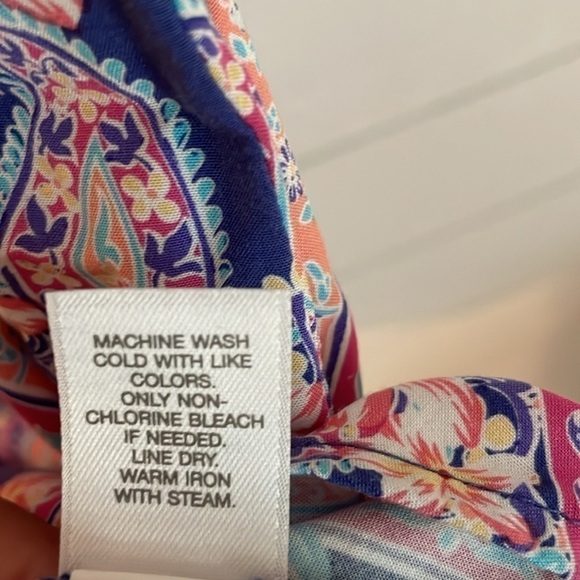 MACHINE WASH
COLD WITH LIKE
COLORS.
ONLY NON-
CHLORINE BLEACH
IF NEEDED.
LINE DRY.
WARM IRON
WITH STEAM.